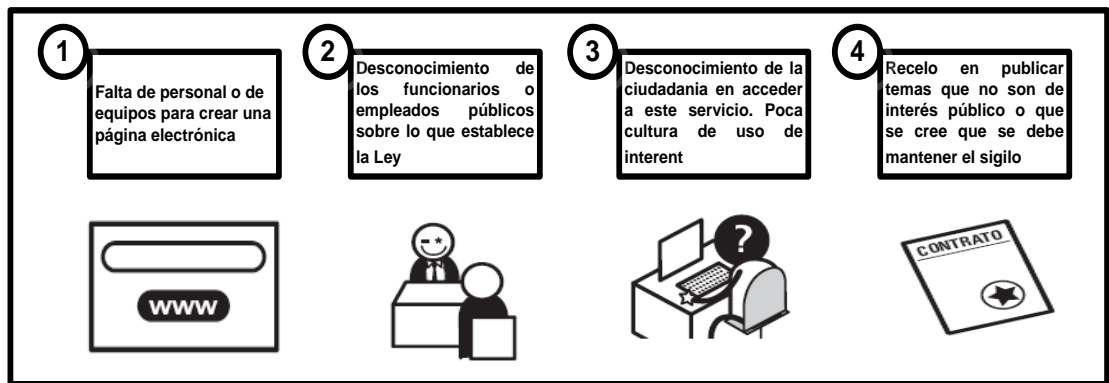 1
Falta de personal o de
equipos para crear una
página electrónica
2
Desconocimiento de
los funcionarios o
empleados públicos
sobre lo que establece
la Ley
3
Desconocimiento de la
ciudadania en acceder
a este servicio. Poca
cultura de uso de
interent
4
Recelo en publicar
temas que no son de
interés público o que
se cree que se debe
mantener el sigilo
www
?
CONTRATO